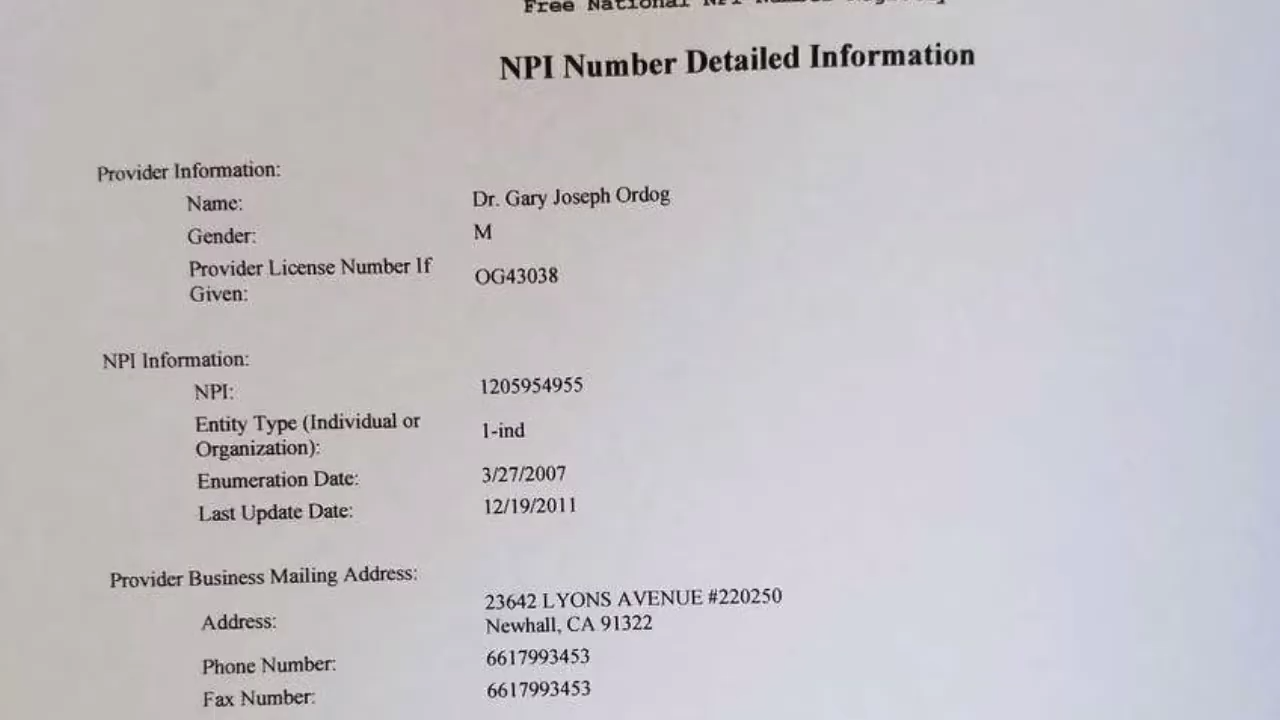 Free National NPI Number
NPI Number Detailed Information
Provider Information:
Name: Dr. Gary Joseph Ordog
Gender: M
Provider License Number If
Given: OG43038
NPI Information:
NPI: 1205954955
Entity Type (Individual or
Organization): 1-ind
Enumeration Date: 3/27/2007
Last Update Date: 12/19/2011
Provider Business Mailing Address:
Address: 23642 LYONS AVENUE #220250
Newhall, CA 91322
Phone Number: 6617993453
Fax Number: 6617993453